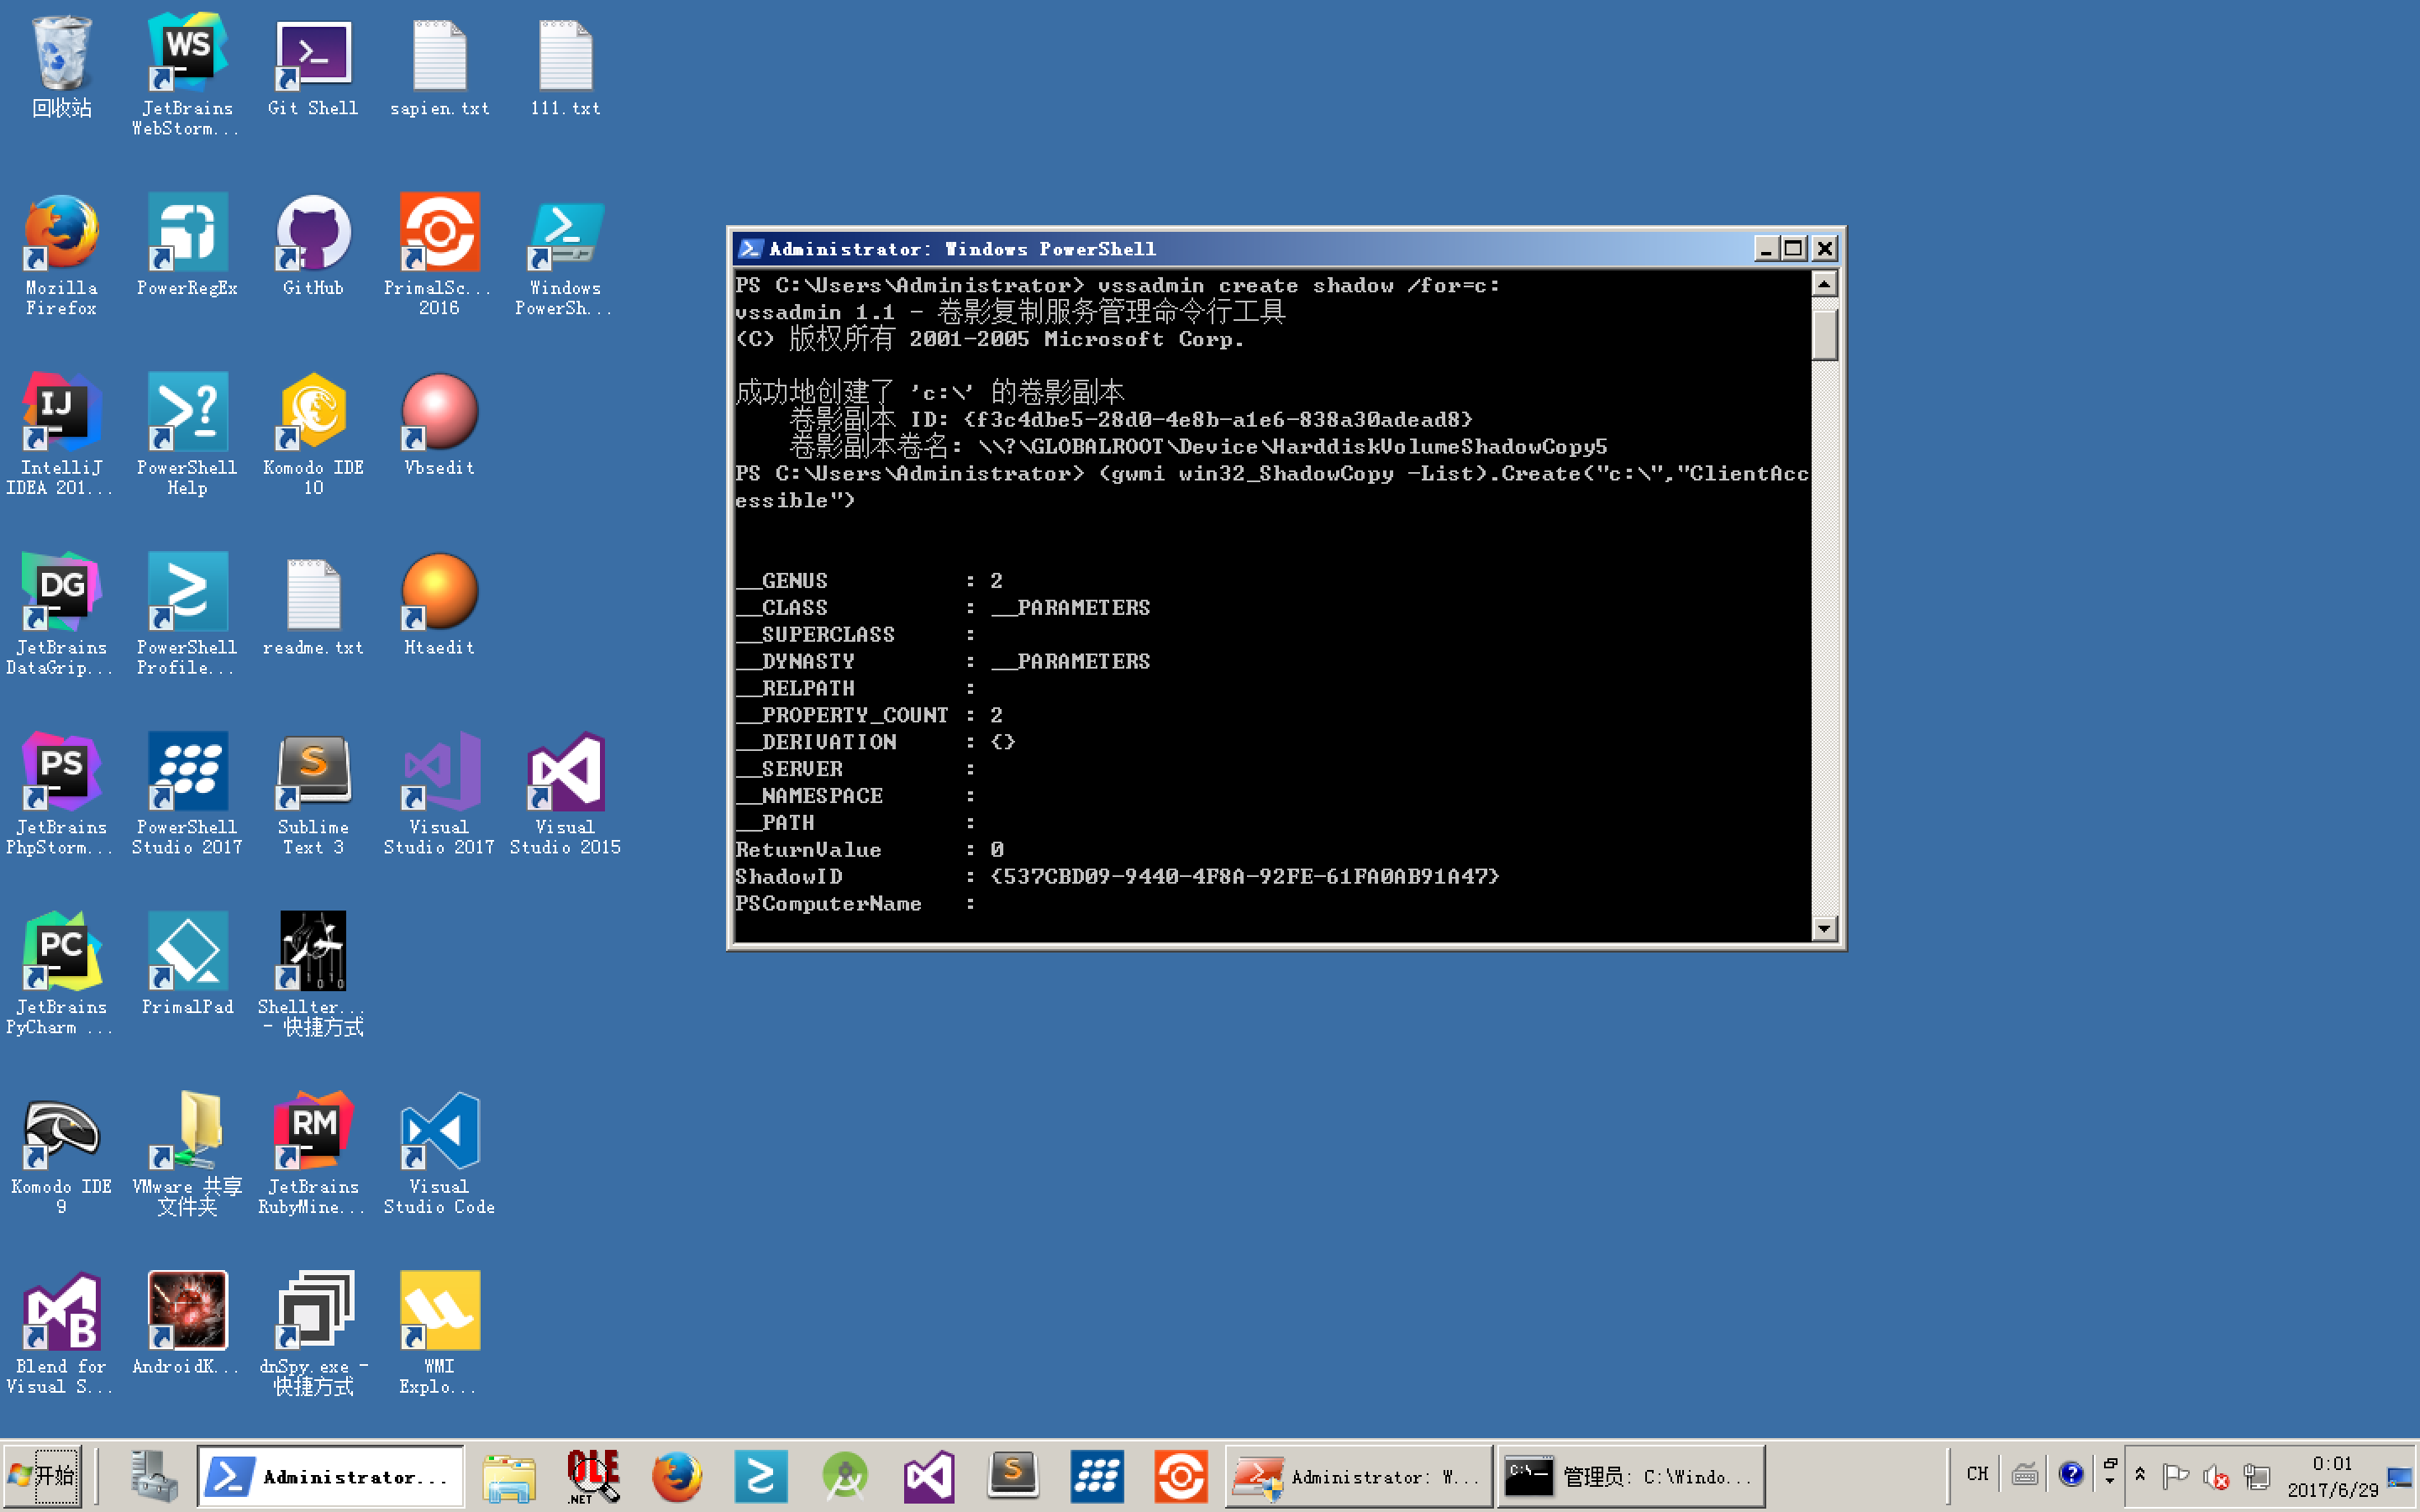 回收站
JetBrains
WebStorm...
Git Shell
sapien.txt
111.txt
Mozilla
Firefox
PowerRegEx
GitHub
PrimalSc...
2016
Windows
PowerSh...
IntelliJ
IDEA 201...
PowerShell
Help
Komodo IDE
10
Vbsedit
JetBrains
DataGrip...
PowerShell
Profile...
readme.txt
Htaedit
JetBrains
PhpStorm...
PowerShell
Studio 2017
Sublime
Text 3
Visual
Studio 2017
Visual
Studio 2015
JetBrains
PyCharm ...
PrimalPad
Shellter...
- 快捷方式
Komodo IDE
9
VMware 共享
文件夹
JetBrains
RubyMine...
Visual
Studio Code
Blend for
Visual S...
AndroidK...
dnSpy.exe -
快捷方式
WMI
Explo...
WS
IJ
DG
PS
PC
RM
S
B
Administrator: Windows PowerShell
PS C:\Users\Administrator> vssadmin create shadow /for=c:
vssadmin 1.1 - 卷影复制服务管理命令行工具
(C) 版权所有 2001-2005 Microsoft Corp.
成功地创建了 'c:\' 的卷影副本
卷影副本 ID: {f3c4dbe5-28d0-4e8b-a1e6-838a30adead8}
卷影副本卷名: \\?\GLOBALROOT\Device\HarddiskVolumeShadowCopy5
PS C:\Users\Administrator> (gwmi win32_ShadowCopy -List).Create("c:\","ClientAcc
essible")
__GENUS : 2
__CLASS : __PARAMETERS
__SUPERCLASS :
__DYNASTY : __PARAMETERS
__RELPATH :
__PROPERTY_COUNT : 2
__DERIVATION : {}
__SERVER :
__NAMESPACE :
__PATH :
ReturnValue : 0
ShadowID : {537CBD09-9440-4F8A-92FE-61FA0AB91A47}
PSComputerName :
开始
Administrator...
OLE
.NET
S
Administrator: W...
C:\
管理员: C:\Windo...
CH
0:01
2017/6/29